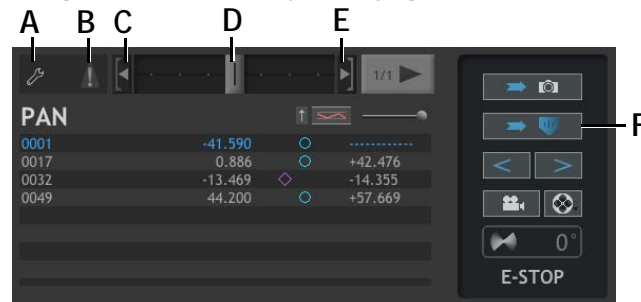 A B C D E
1/1
PAN
0001 -41.590 ------------
0017 0.886 +42.476
0032 -13.469 -14.355
0049 44.200 +57.669
F
< >
0°
E-STOP